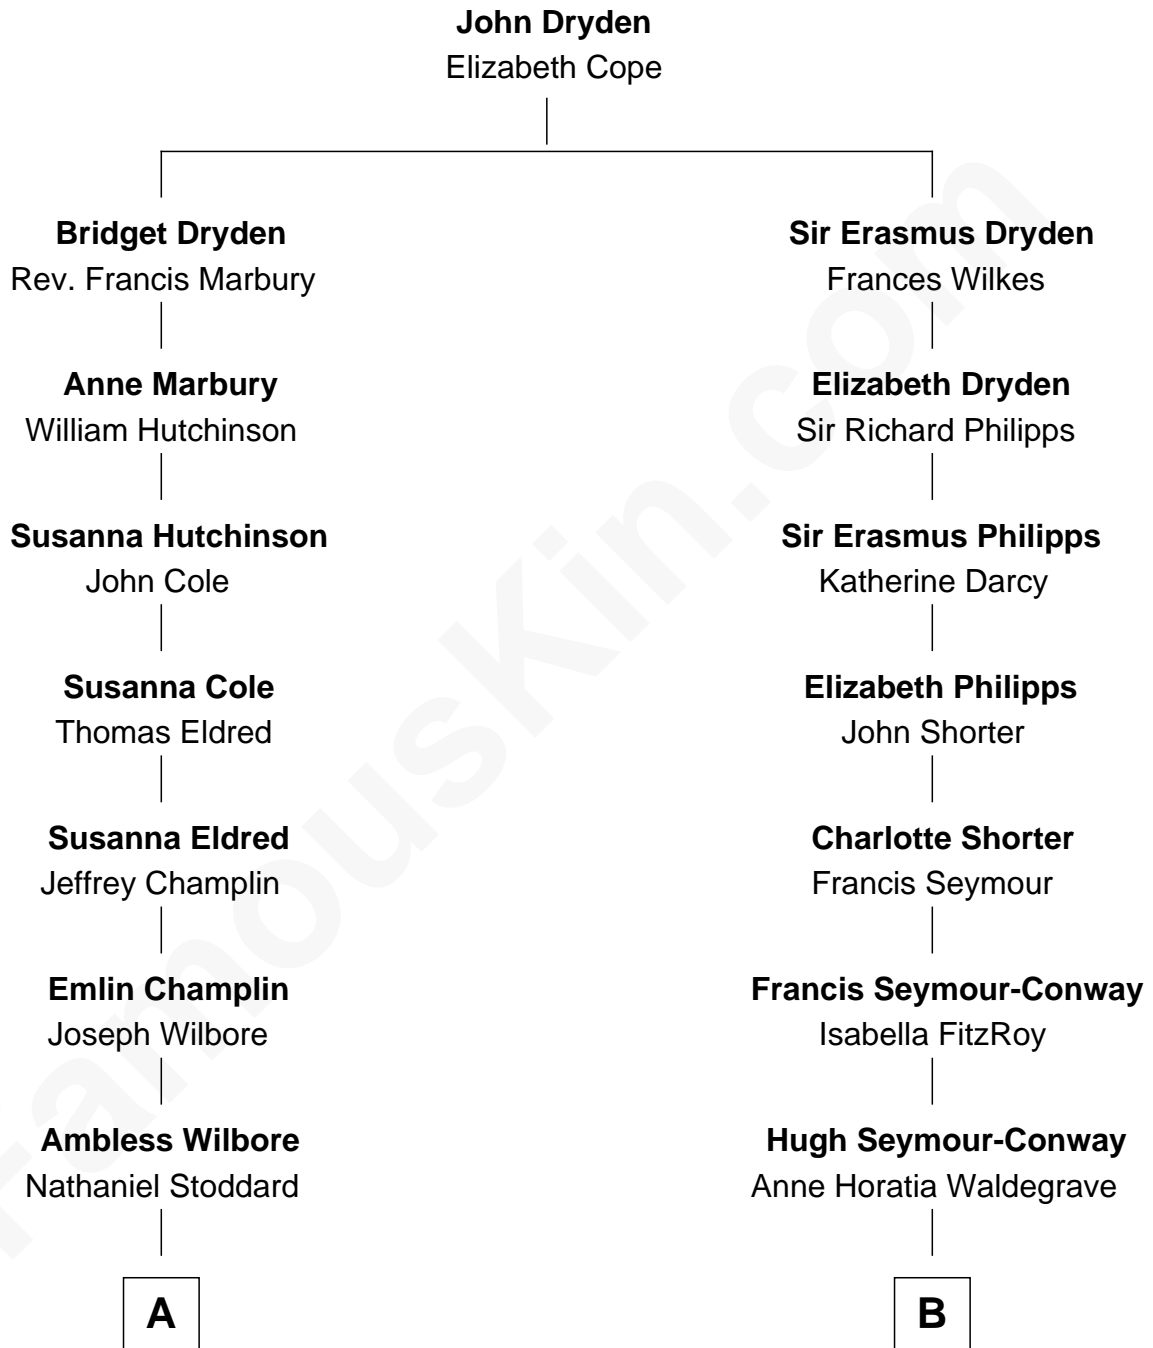 John Dryden
Elizabeth Cope
Bridget Dryden
Rev. Francis Marbury
Sir Erasmus Dryden
Frances Wilkes
Anne Marbury
William Hutchinson
Elizabeth Dryden
Sir Richard Philipps
Susanna Hutchinson
John Cole
Sir Erasmus Philipps
Katherine Darcy
Susanna Cole
Thomas Eldred
Elizabeth Philipps
John Shorter
Susanna Eldred
Jeffrey Champlin
Charlotte Shorter
Francis Seymour
Emlin Champlin
Joseph Wilbore
Francis Seymour-Conway
Isabella FitzRoy
Ambless Wilbore
Nathaniel Stoddard
Hugh Seymour-Conway
Anne Horatia Waldegrave
A
B
FamousKin.com